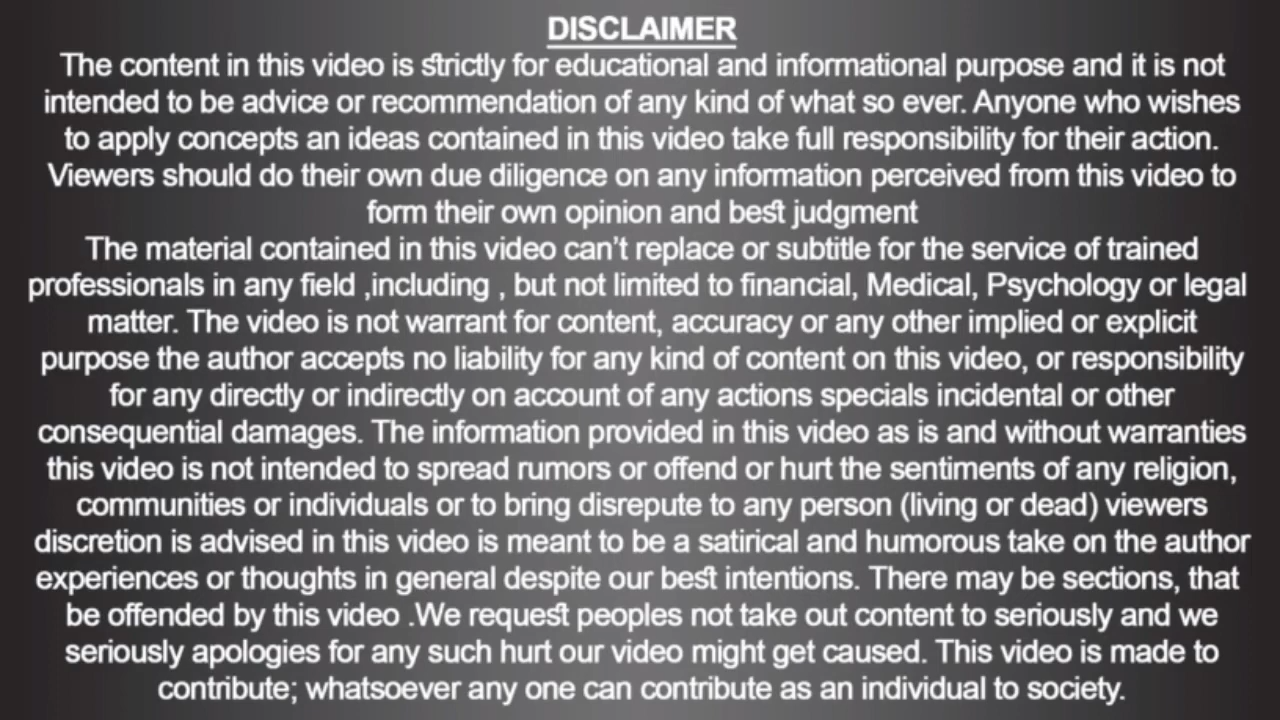 DISCLAIMER
The content in this video is strictly for educational and informational purpose and it is not
intended to be advice or recommendation of any kind of what so ever. Anyone who wishes
to apply concepts an ideas contained in this video take full responsibility for their action.
Viewers should do their own due diligence on any information perceived from this video to
form their own opinion and best judgment
The material contained in this video can't replace or subtitle for the service of trained
professionals in any field ,including , but not limited to financial, Medical, Psychology or legal
matter. The video is not warrant for content, accuracy or any other implied or explicit
purpose the author accepts no liability for any kind of content on this video, or responsibility
for any directly or indirectly on account of any actions specials incidental or other
consequential damages. The information provided in this video as is and without warranties
this video is not intended to spread rumors or offend or hurt the sentiments of any religion,
communities or individuals or to bring disrepute to any person (living or dead) viewers
discretion is advised in this video is meant to be a satirical and humorous take on the author
experiences or thoughts in general despite our best intentions. There may be sections, that
be offended by this video .We request peoples not take out content to seriously and we
seriously apologies for any such hurt our video might get caused. This video is made to
contribute; whatsoever any one can contribute as an individual to society.